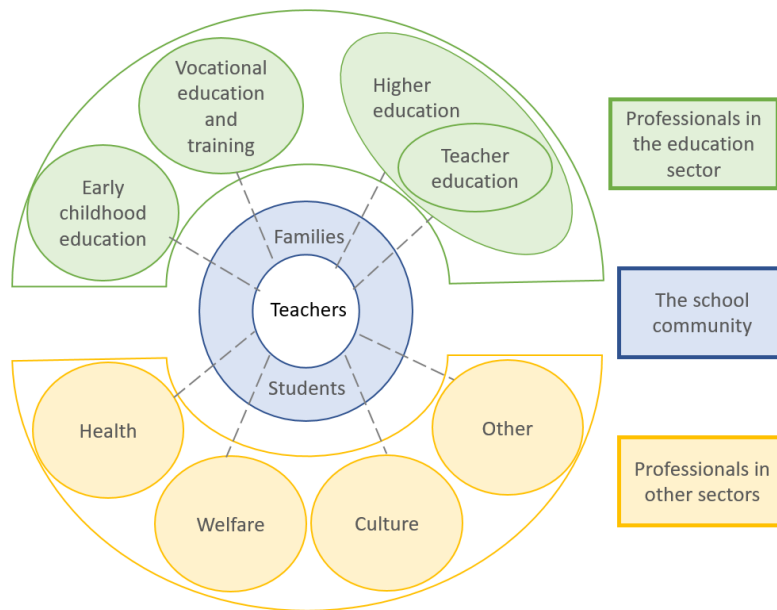 Vocational
education
and
training
Higher
education
Teacher
education
Early
childhood
education
Families
Teachers
Students
Health
Welfare
Culture
Other
Professionals in
the education
sector
The school
community
Professionals in
other sectors